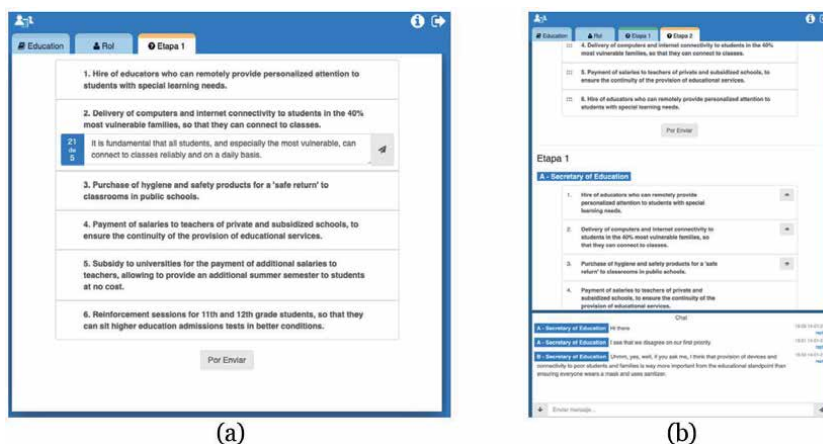 Education
Rol
Etapa 1
1. Hire of educators who can remotely provide personalized attention to
students with special learning needs.
2. Delivery of computers and internet connectivity to students in the 40%
most vulnerable families, so that they can connect to classes.
21
de
5
It is fundamental that all students, and especially the most vulnerable, can
connect to classes reliably and on a daily basis.
3. Purchase of hygiene and safety products for a 'safe return' to
classrooms in public schools.
4. Payment of salaries to teachers of private and subsidized schools, to
ensure the continuity of the provision of educational services.
5. Subsidy to universities for the payment of additional salaries to
teachers, allowing to provide an additional summer semester to students
at no cost.
6. Reinforcement sessions for 11th and 12th grade students, so that they
can sit higher education admissions tests in better conditions.
Por Enviar
(a)
Education
Rol
Etapa 1
Etapa 2
4. Delivery of computers and internet connectivity to students in the 40%
most vulnerable families, so that they can connect to classes.
5. Payment of salaries to teachers of private and subsidized schools, to
ensure the continuity of the provision of educational services.
6. Hire of educators who can remotely provide personalized attention to
students with special learning needs.
Por Enviar
Etapa 1
A - Secretary of Education
1. Hire of educators who can remotely provide
personalized attention to students with special
learning needs.
2. Delivery of computers and internet connectivity to
students in the 40% most vulnerable families, so
that they can connect to classes.
3. Purchase of hygiene and safety products for a 'safe
return' to classrooms in public schools.
4. Payment of salaries to teachers of private and
subsidized schools, to ensure the continuity of the
provision of educational services.
Chat
A - Secretary of Education Hi there
A - Secretary of Education I see that we disagree on our first priority
B - Secretary of Education Uhmm, yes, well, if you ask me, I think that provision of devices and
connectivity to poor students and families is way more important from the educational standpoint than
ensuring everyone wears a mask and uses sanitizer.
Enviar mensaje...
(b)